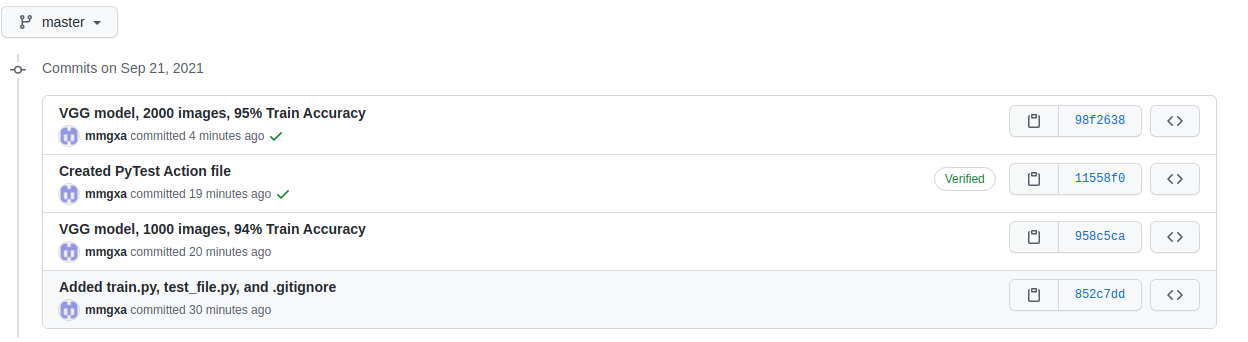 master
Commits on Sep 21, 2021
VGG model, 2000 images, 95% Train Accuracy
mmgxa committed 4 minutes ago
98f2638
Created PyTest Action file
mmgxa committed 19 minutes ago
Verified
11558f0
VGG model, 1000 images, 94% Train Accuracy
mmgxa committed 20 minutes ago
958c5ca
Added train.py, test_file.py, and .gitignore
mmgxa committed 30 minutes ago
852c7dd